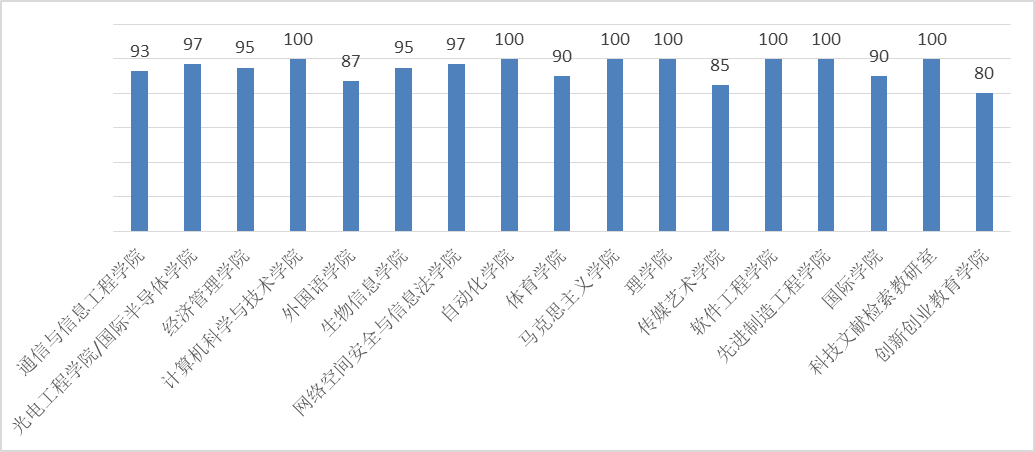 93
97
95
100
87
95
97
100
90
100
100
85
100
100
90
100
80
通信与信息工程学院
光电工程学院/国际半导体学院
经济管理学院
计算机科学与技术学院
外国语学院
生物信息学院
网络空间安全与信息法学院
自动化学院
体育学院
马克思主义学院
理学院
传媒艺术学院
软件工程学院
先进制造工程学院
国际学院
科技文献检索教研室
创新创业教育学院